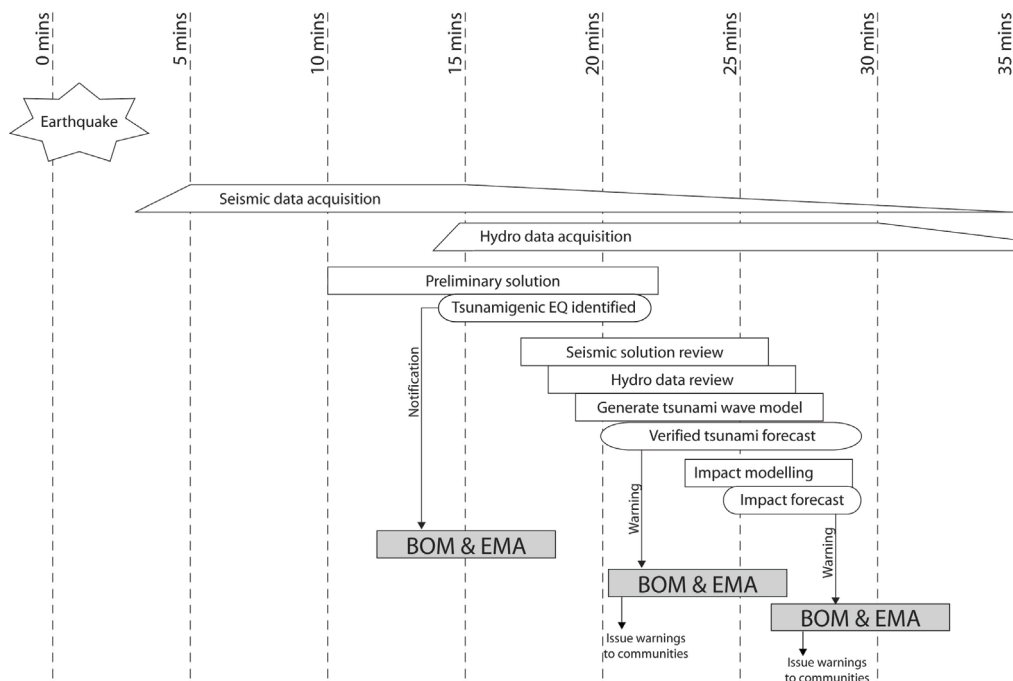 0 mins
5 mins
10 mins
15 mins
20 mins
25 mins
30 mins
35 mins
Earthquake
Seismic data acquisition
Hydro data acquisition
Preliminary solution
Tsunamigenic EQ identified
Notification
Seismic solution review
Hydro data review
Generate tsunami wave model
Verified tsunami forecast
Impact modelling
Impact forecast
Warning
Warning
BOM & EMA
BOM & EMA
BOM & EMA
Issue warnings
to communities
Issue warnings
to communities